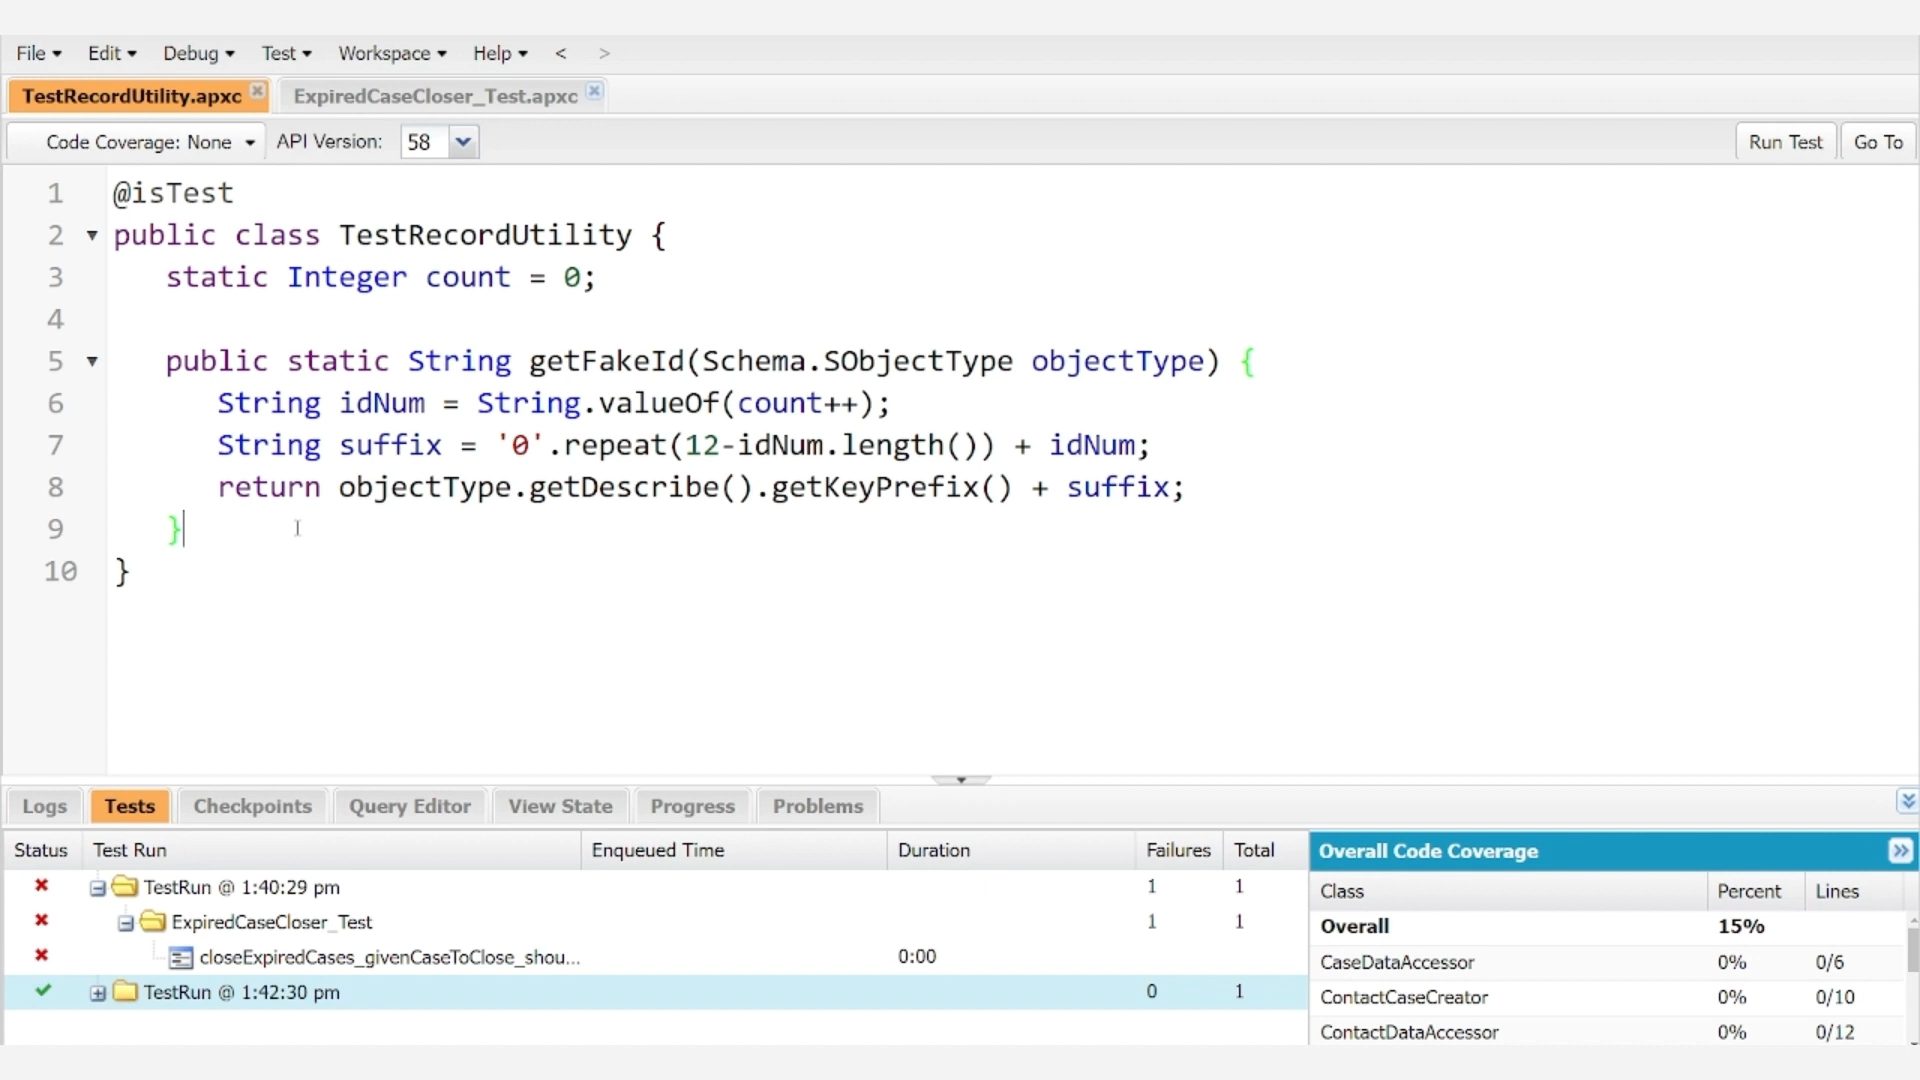 File Edit Debug Test Workspace Help < >
TestRecordUtility.apxc ExpiredCaseCloser_Test.apxc
Code Coverage: None API Version: 58 Run Test Go To
1 @isTest
2 public class TestRecordUtility {
3 static Integer count = 0;
4
5 public static String getFakeId(Schema.SObjectType objectType) {
6 String idNum = String.valueOf(count++);
7 String suffix = '0'.repeat(12-idNum.length()) + idNum;
8 return objectType.getDescribe().getKeyPrefix() + suffix;
9 }
10 }
Logs Tests Checkpoints Query Editor View State Progress Problems
Status Test Run Enqueued Time Duration Failures Total Overall Code Coverage
TestRun @ 1:40:29 pm 1 1 Class Percent Lines
ExpiredCaseCloser_Test 1 1 Overall 15%
closeExpiredCases_givenCaseToClose_shou... 0:00 CaseDataAccessor 0% 0/6
TestRun @ 1:42:30 pm 0 1 ContactCaseCreator 0% 0/10
ContactDataAccessor 0% 0/12